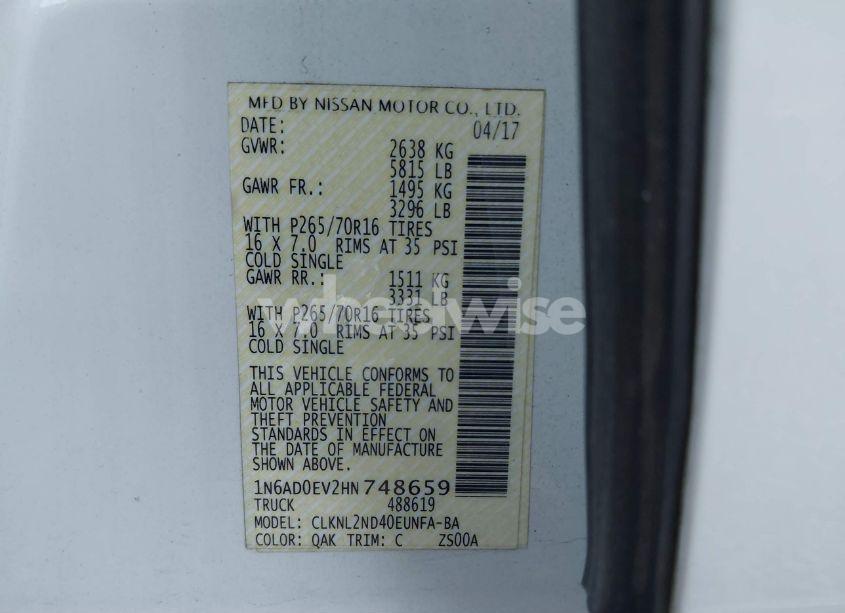 MFD BY NISSAN MOTOR CO., LTD.
DATE: 04/17
GVWR: 2638 KG
5815 LB
GAWR FR.: 1495 KG
3296 LB
WITH P265/70R16 TIRES
16 X 7.0 RIMS AT 35 PSI
COLD SINGLE
GAWR RR.: 1511 KG
3331 LB
wheelwise
WITH P265/70R16 TIRES
16 X 7.0 RIMS AT 35 PSI
COLD SINGLE
THIS VEHICLE CONFORMS TO
ALL APPLICABLE FEDERAL
MOTOR VEHICLE SAFETY AND
THEFT PREVENTION
STANDARDS IN EFFECT ON
THE DATE OF MANUFACTURE
SHOWN ABOVE.
1N6AD0EV2HN748659
TRUCK 488619
MODEL: CLKNL2ND40EUNFA-BA
COLOR: QAK TRIM: C ZS00A